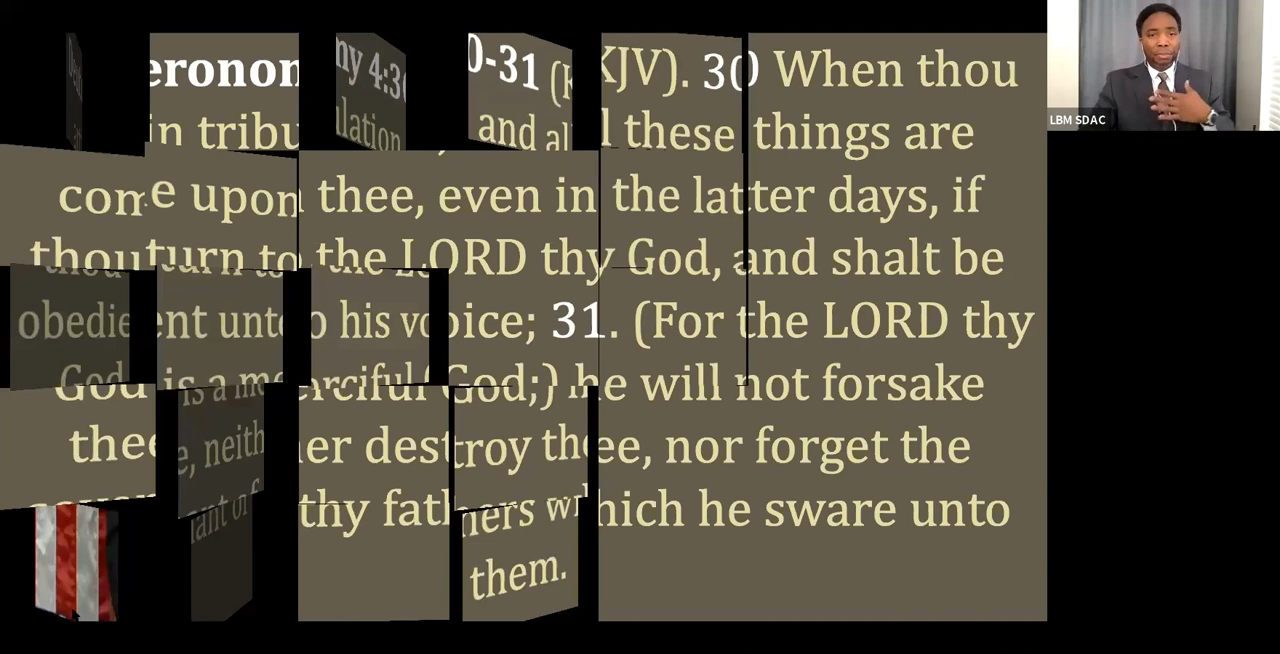 Deuteronomy 4:30-31 (KJV). 30 When thou
in tribulation, and all these things are
come upon thee, even in the latter days, if
thou turn to the LORD thy God, and shalt be
obedient unto his voice; 31. (For the LORD thy
God is a merciful God;) he will not forsake
thee, neither destroy thee, nor forget the
covenant of thy fathers which he sware unto
them.
LBM SDAC